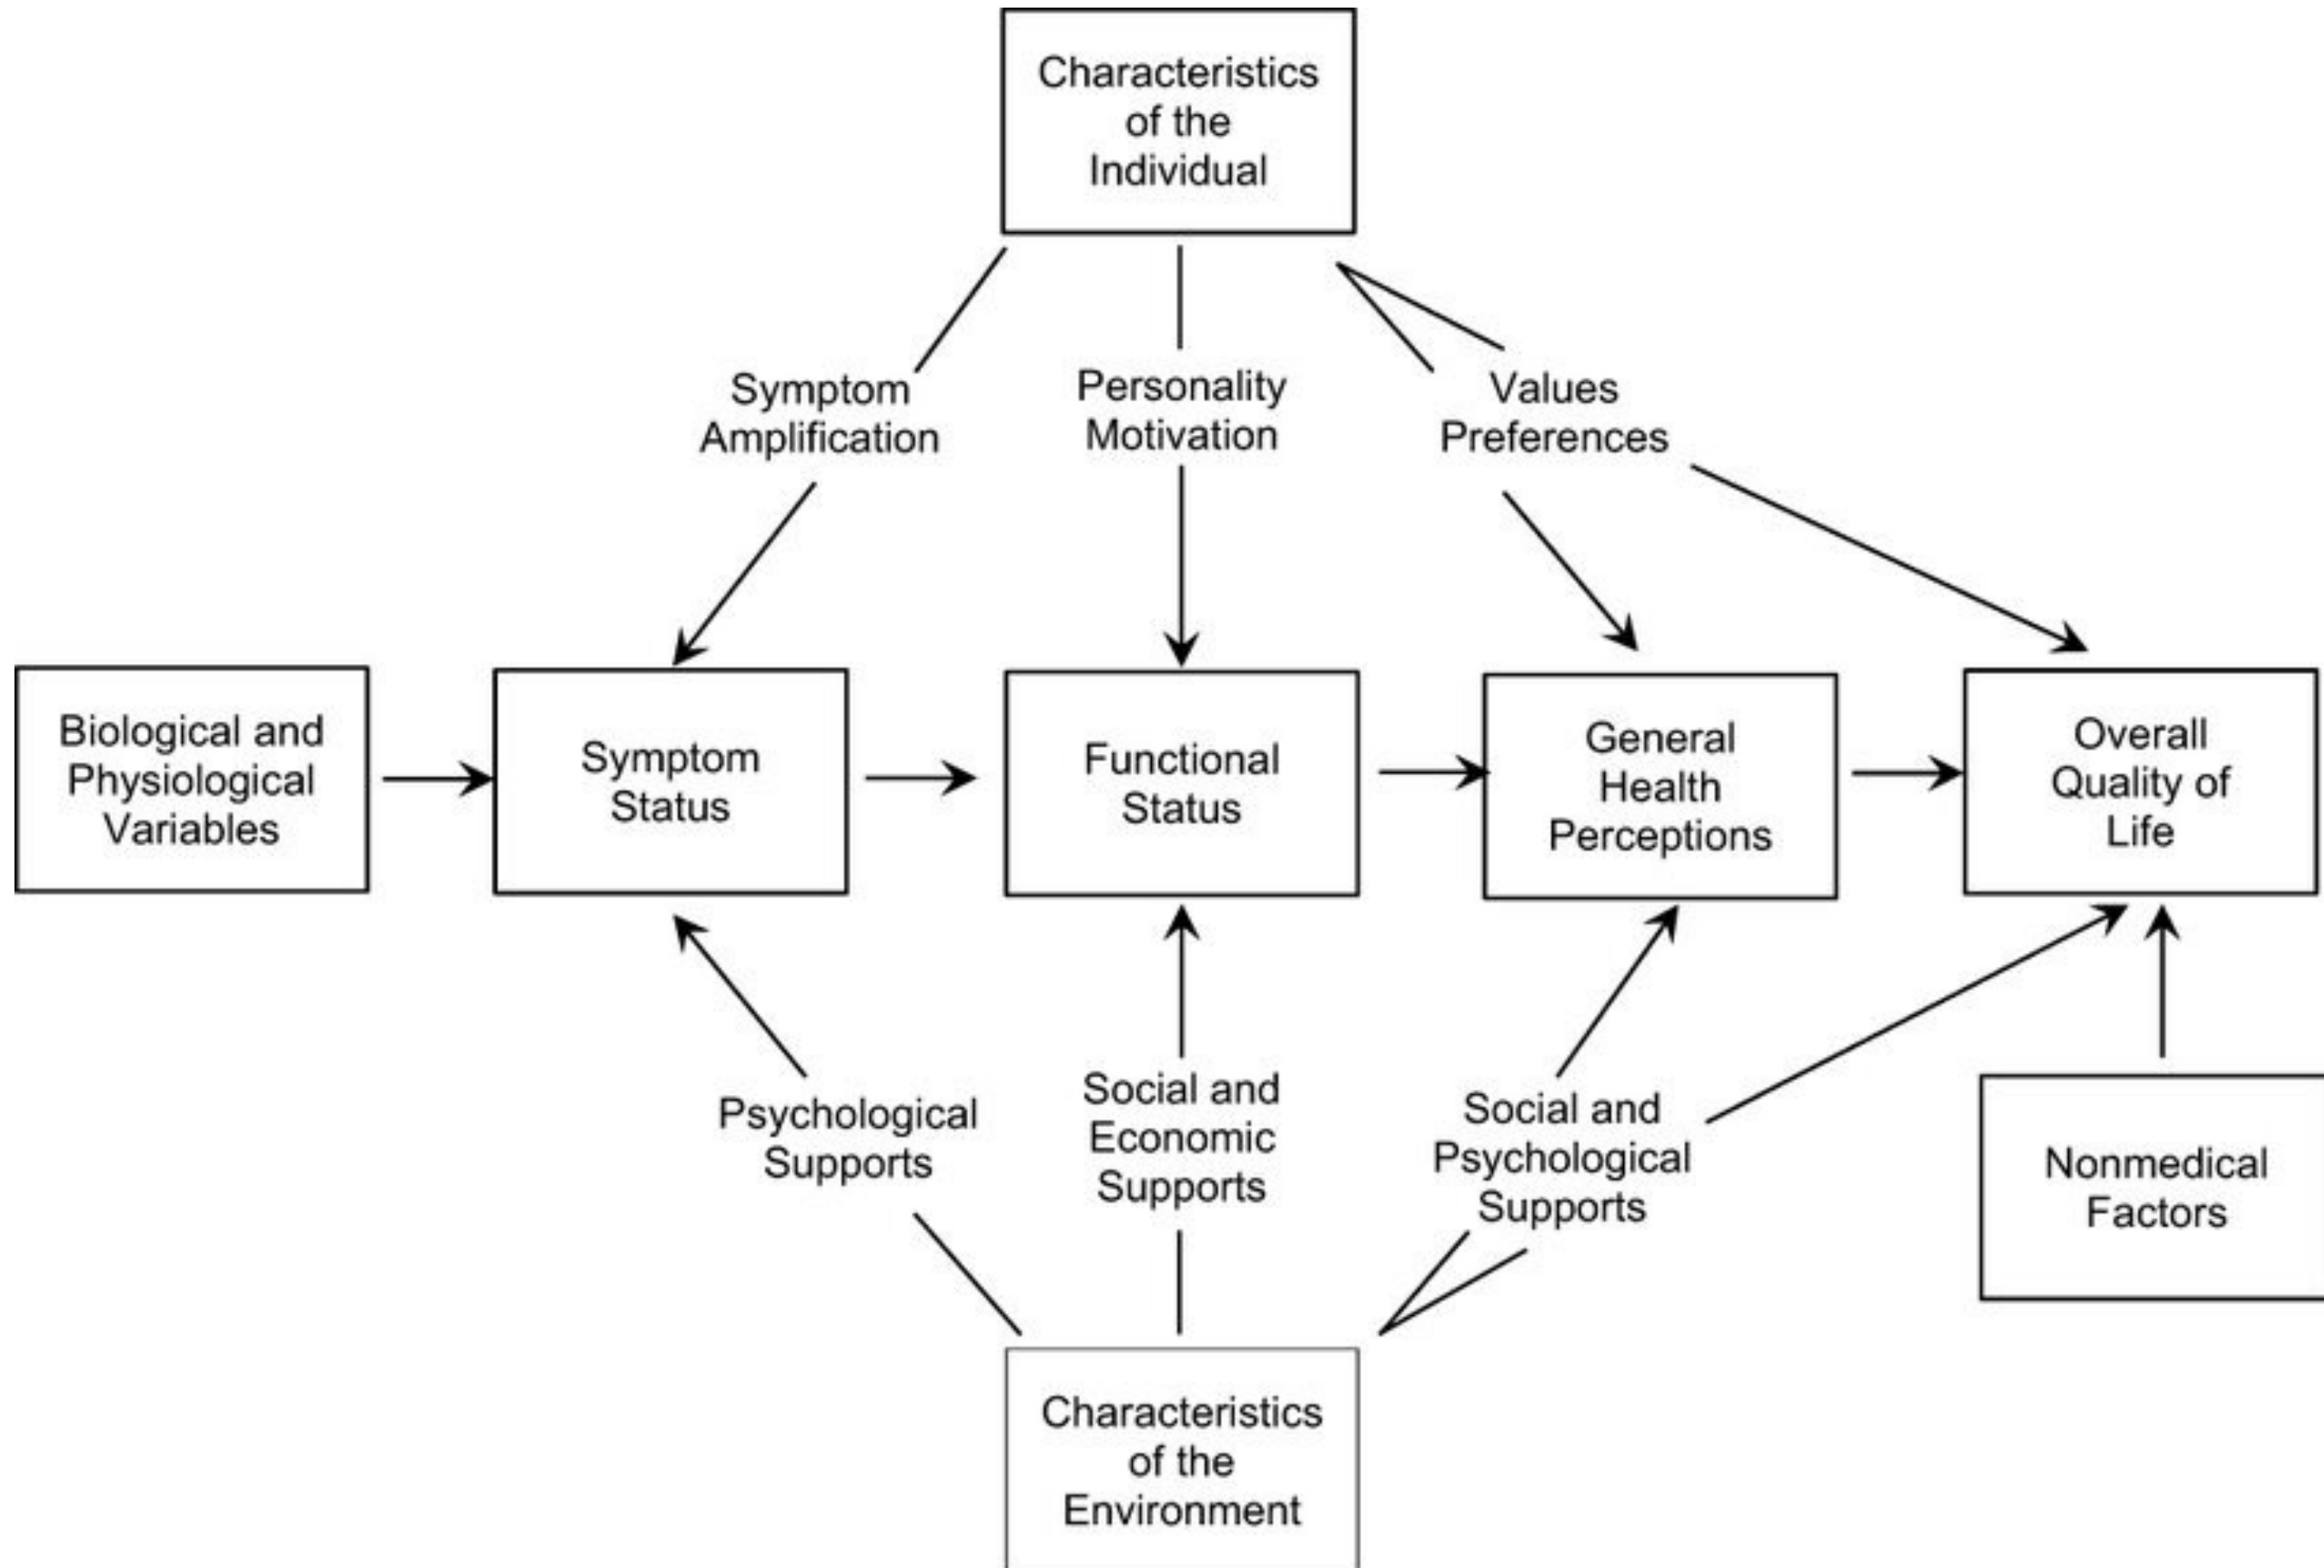 Characteristics
of the
Individual
Symptom
Amplification
Personality
Motivation
Values
Preferences
Biological and
Physiological
Variables
Symptom
Status
Functional
Status
General
Health
Perceptions
Overall
Quality of
Life
Psychological
Supports
Social and
Economic
Supports
Social and
Psychological
Supports
Nonmedical
Factors
Characteristics
of the
Environment